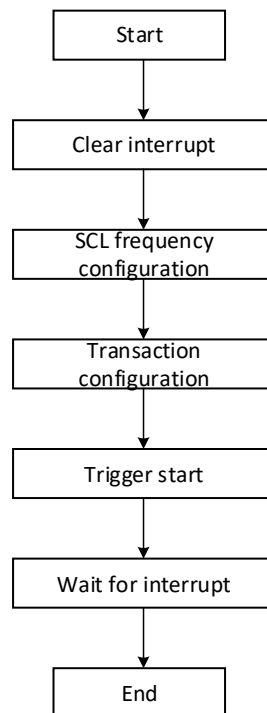 Start
Clear interrupt
SCL frequency
configuration
Transaction
configuration
Trigger start
Wait for interrupt
End